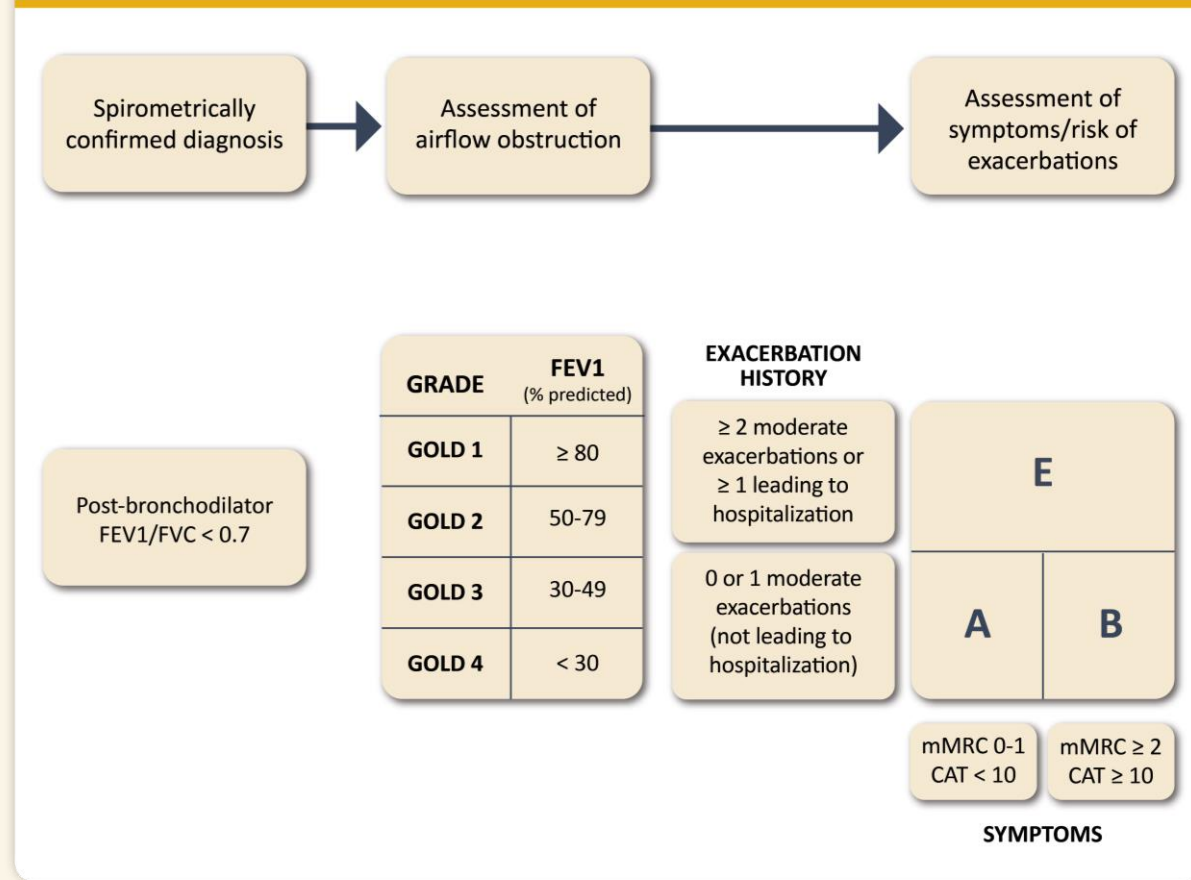 Spirometrically
confirmed diagnosis
Assessment of
airflow obstruction
Assessment of
symptoms/risk of
exacerbations
Post-bronchodilator
FEV1/FVC < 0.7
GRADE
FEV1
(% predicted)
GOLD 1
≥ 80
GOLD 2
50-79
GOLD 3
30-49
GOLD 4
< 30
EXACERBATION
HISTORY
≥ 2 moderate
exacerbations or
≥ 1 leading to
hospitalization
0 or 1 moderate
exacerbations
(not leading to
hospitalization)
E
A
B
mMRC 0-1
CAT < 10
mMRC ≥ 2
CAT ≥ 10
SYMPTOMS